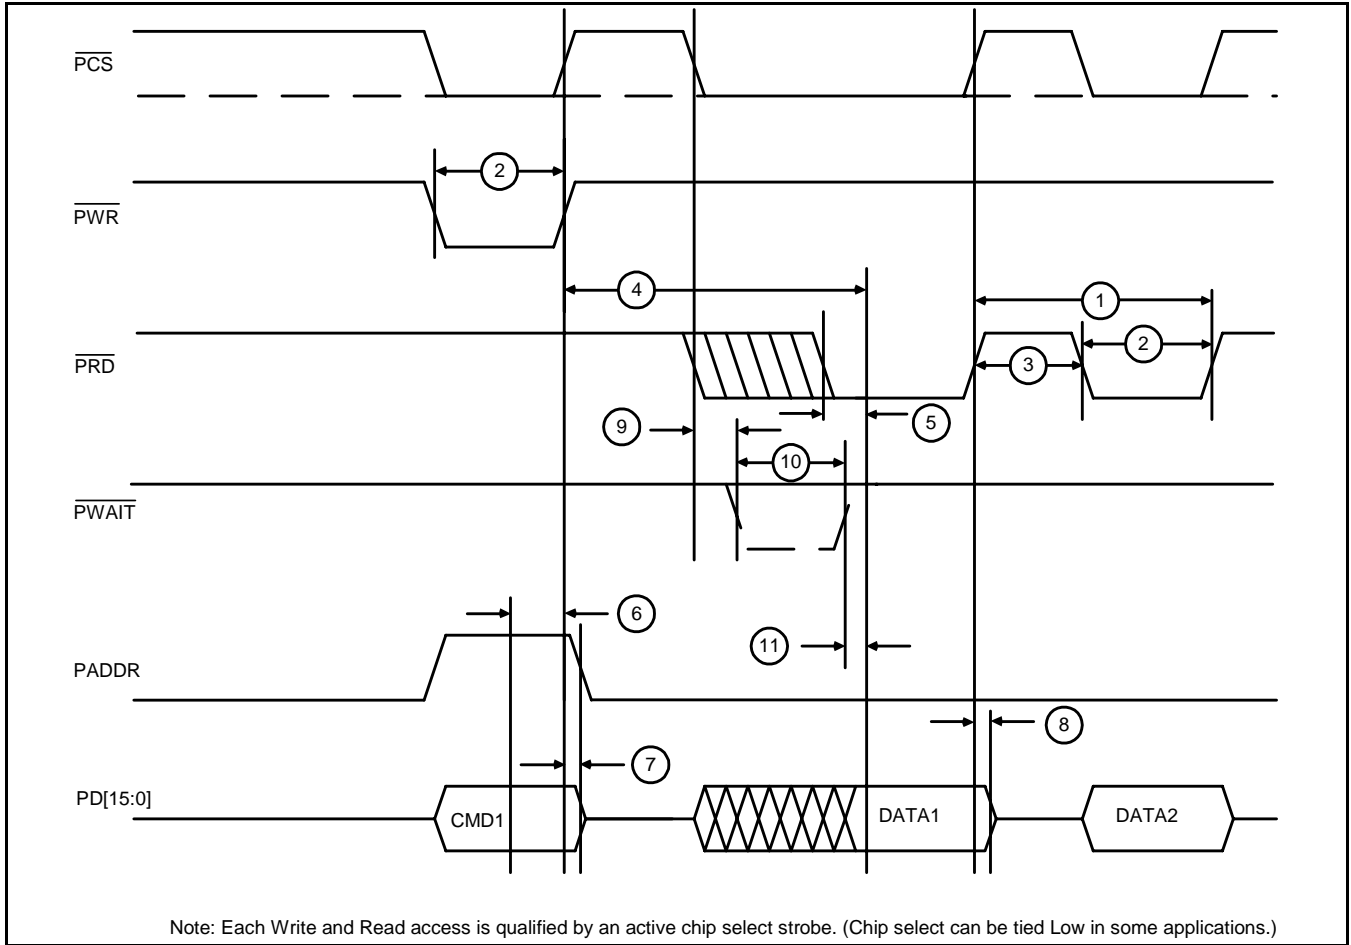 PCS
2
PWR
4
1
2
PRD
3
5
9
10
PWAIT
6
11
PADDR
8
7
PD[15:0]
CMD1
DATA1
DATA2
Note: Each Write and Read access is qualified by an active chip select strobe. (Chip select can be tied Low in some applications.)